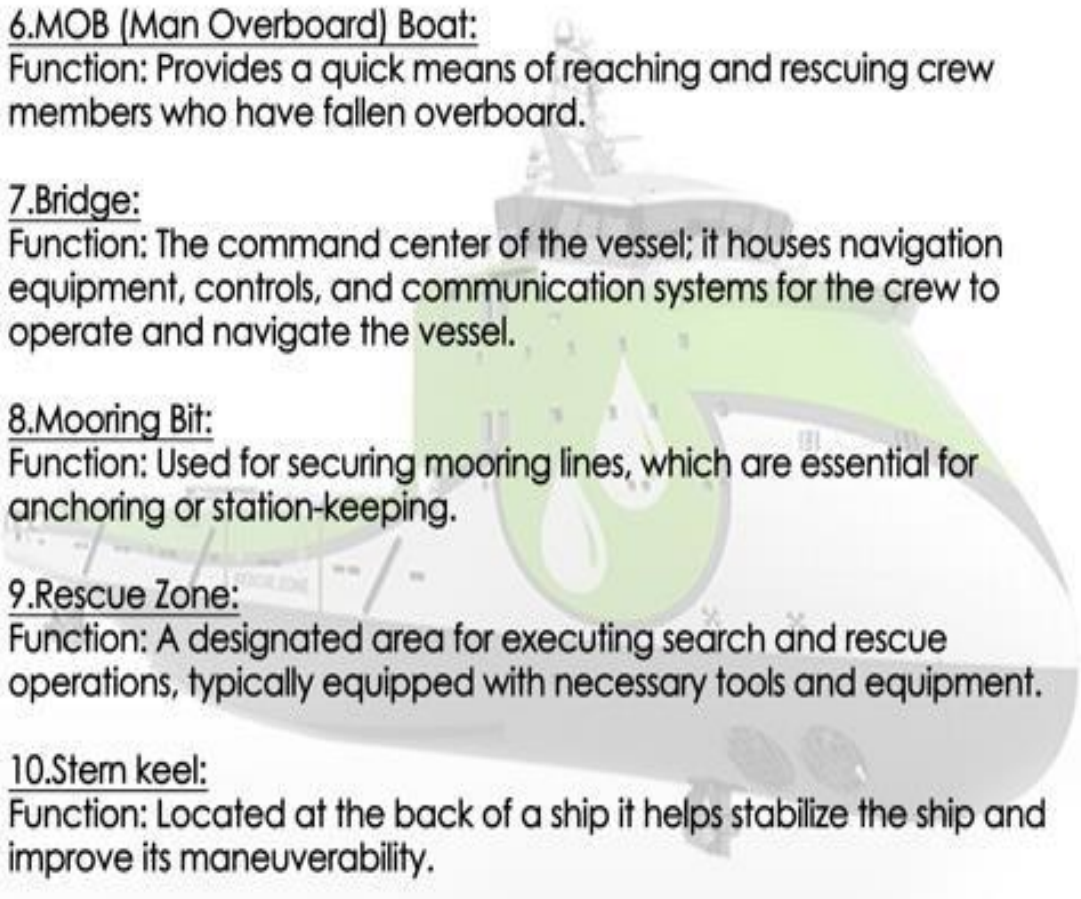 6.MOB (Man Overboard) Boat:
Function: Provides a quick means of reaching and rescuing crew
members who have fallen overboard.
7.Bridge:
Function: The command center of the vessel; it houses navigation
equipment, controls, and communication systems for the crew to
operate and navigate the vessel.
8.Mooring Bit:
Function: Used for securing mooring lines, which are essential for
anchoring or station-keeping.
9.Rescue Zone:
Function: A designated area for executing search and rescue
operations, typically equipped with necessary tools and equipment.
10.Stern keel:
Function: Located at the back of a ship it helps stabilize the ship and
improve its maneuverability.